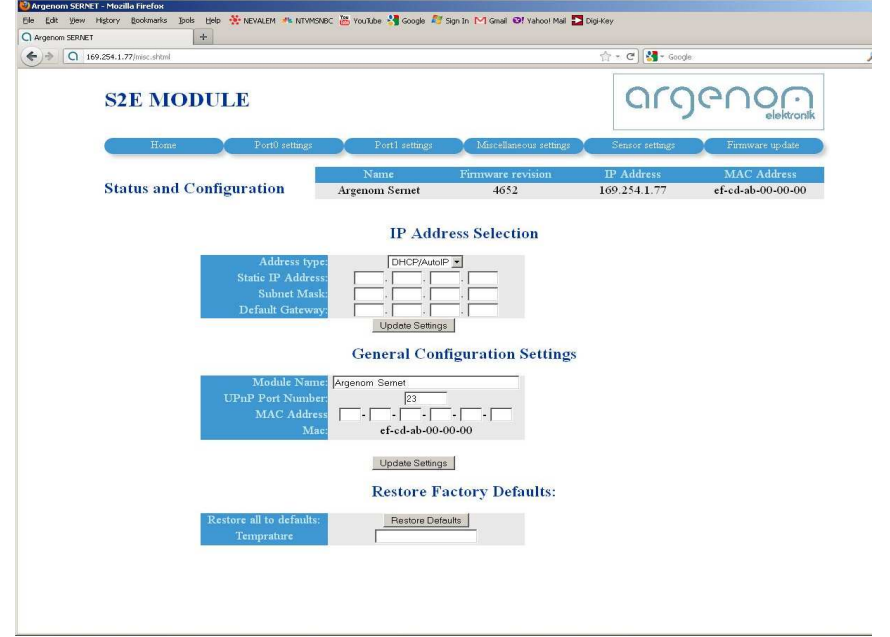 Argenom SERNET - Mozilla Firefox
File Edit View History Bookmarks Tools Help NEVALEM NTVMSNBC YouTube Google Sign In Gmail Yahoo! Mail Digi-Key
Argenom SERNET
169.254.1.77/misc.shtml Google
S2E MODULE
argenom
elektronik
Home Port0 settings Port1 settings Miscellaneous settings Sensor settings Firmware update
Name Firmware revision IP Address MAC Address
Status and Configuration Argenom Sernet 4652 169.254.1.77 ef-cd-ab-00-00-00
IP Address Selection
Address type: DHCP/AutoIP
Static IP Address: . . .
Subnet Mask: . . .
Default Gateway: . . .
Update Settings
General Configuration Settings
Module Name: Argenom Sernet
UPnP Port Number: 23
MAC Address - - - - -
Mac: ef-cd-ab-00-00-00
Update Settings
Restore Factory Defaults:
Restore all to defaults: Restore Defaults
Temprature